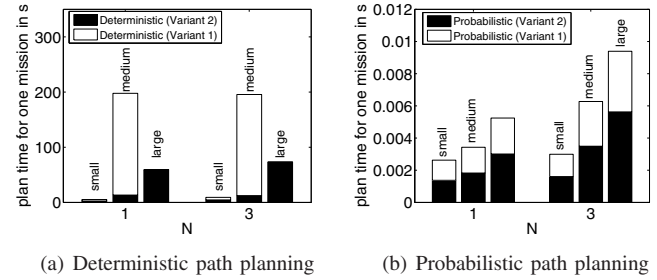 plan time for one mission in s
300
200
100
0
Deterministic (Variant 2)
Deterministic (Variant 1)
small
medium
large
small
medium
large
1
3
N
(a) Deterministic path planning
plan time for one mission in s
0.012
0.01
0.008
0.006
0.004
0.002
0
Probabilistic (Variant 2)
Probabilistic (Variant 1)
small
medium
small
medium
large
1
3
N
(b) Probabilistic path planning